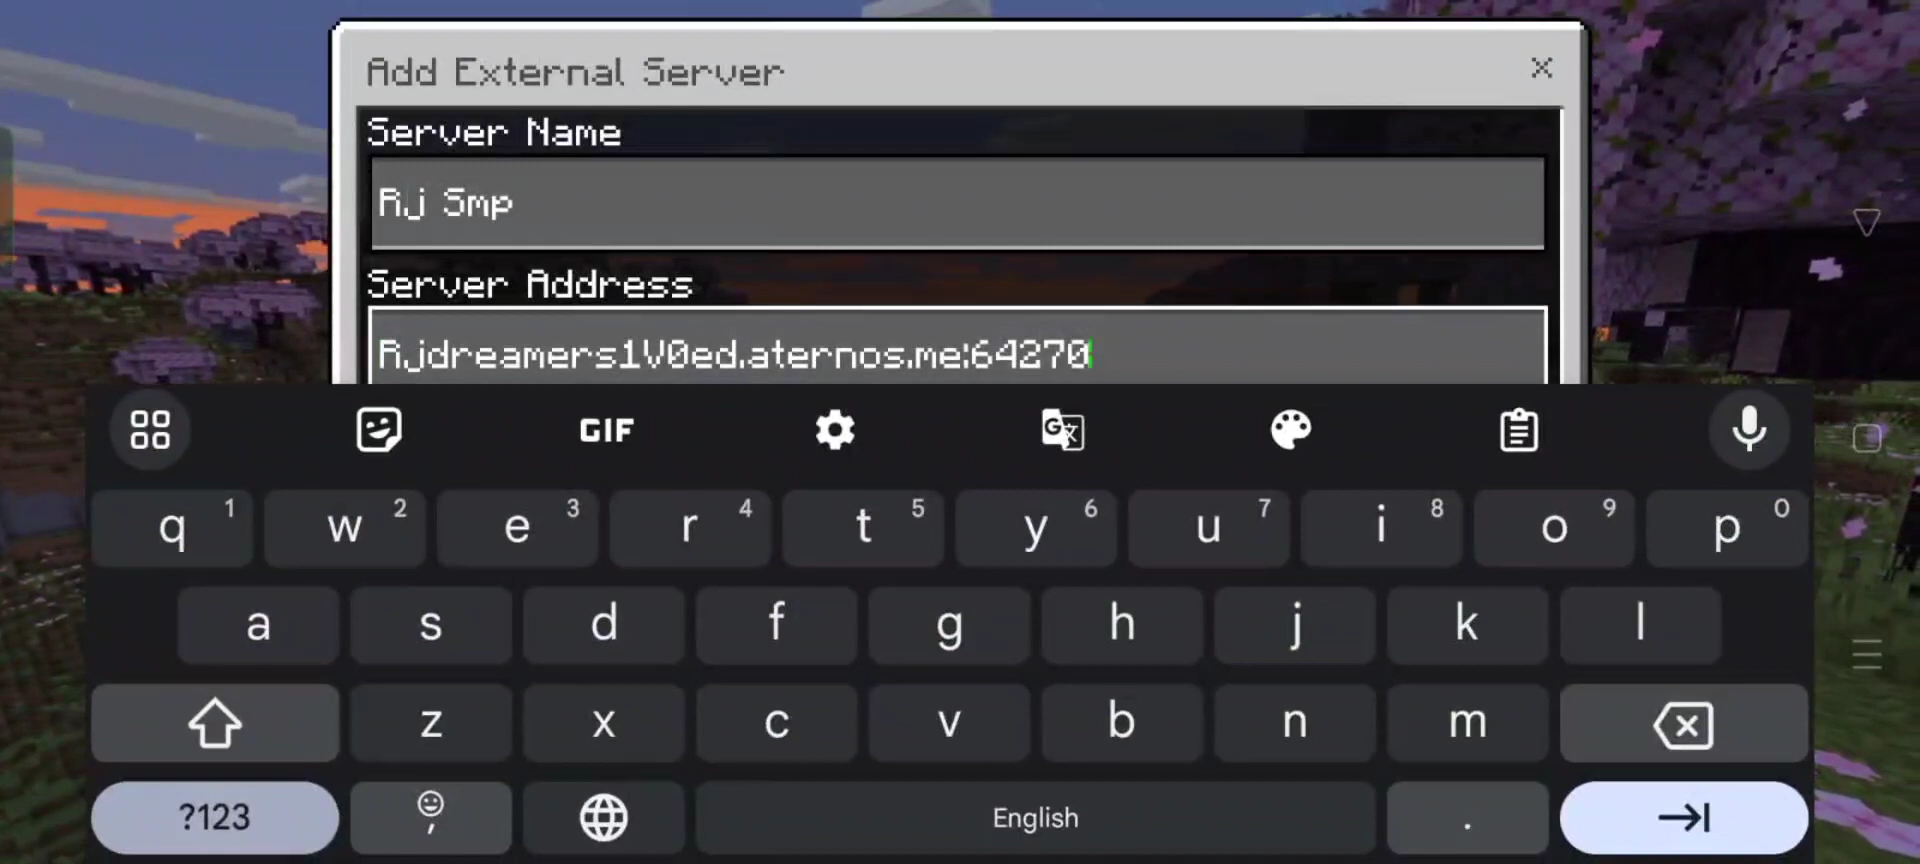 Add External Server
Server Name
Rj Smp
Server Address
Rjdreamers1V0ed.aternos.me:64270
GIF
q 1 w 2 e 3 r 4 t 5 y 6 u 7 i 8 o 9 p 0
a s d f g h j k l
z x c v b n m
?123 , English .